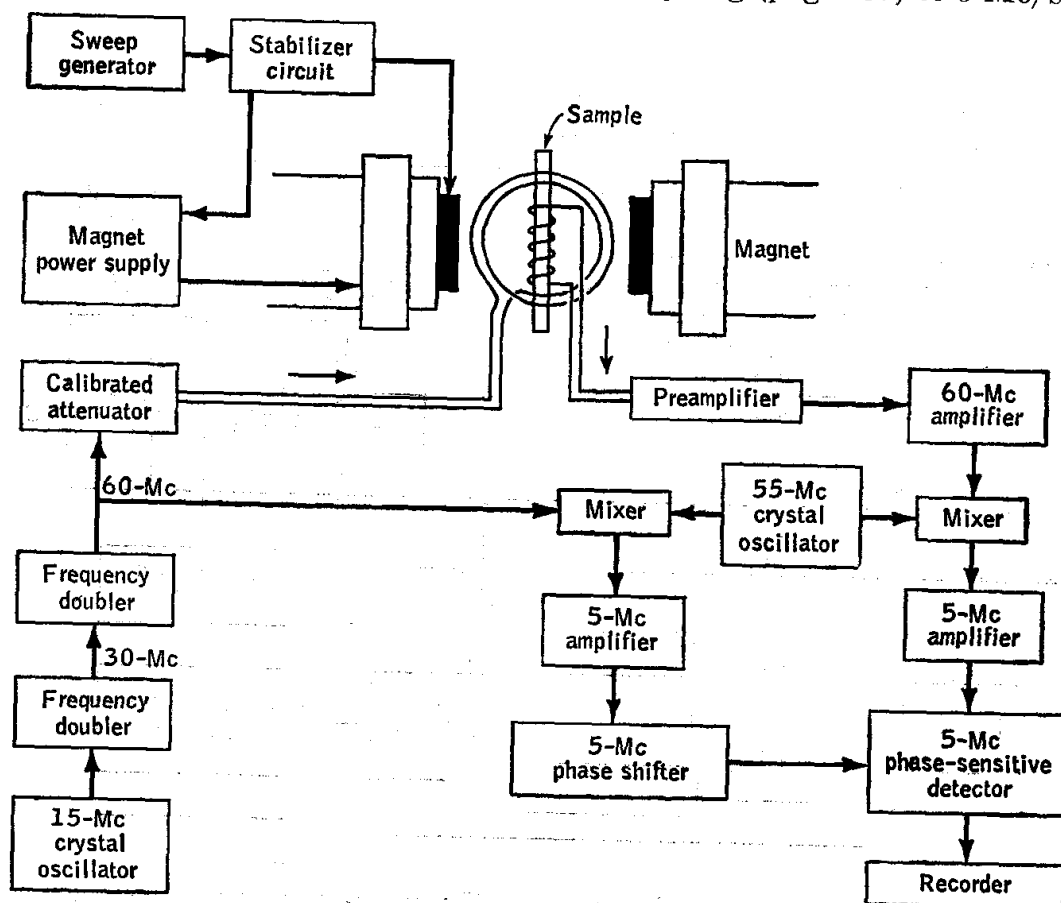 Sweep
generator
Stabilizer
circuit
Sample
Magnet
power supply
Magnet
Calibrated
attenuator
Preamplifier
60-Mc
amplifier
60-Mc
Mixer
55-Mc
crystal
oscillator
Mixer
Frequency
doubler
5-Mc
amplifier
5-Mc
amplifier
30-Mc
Frequency
doubler
5-Mc
phase shifter
5-Mc
phase-sensitive
detector
15-Mc
crystal
oscillator
Recorder